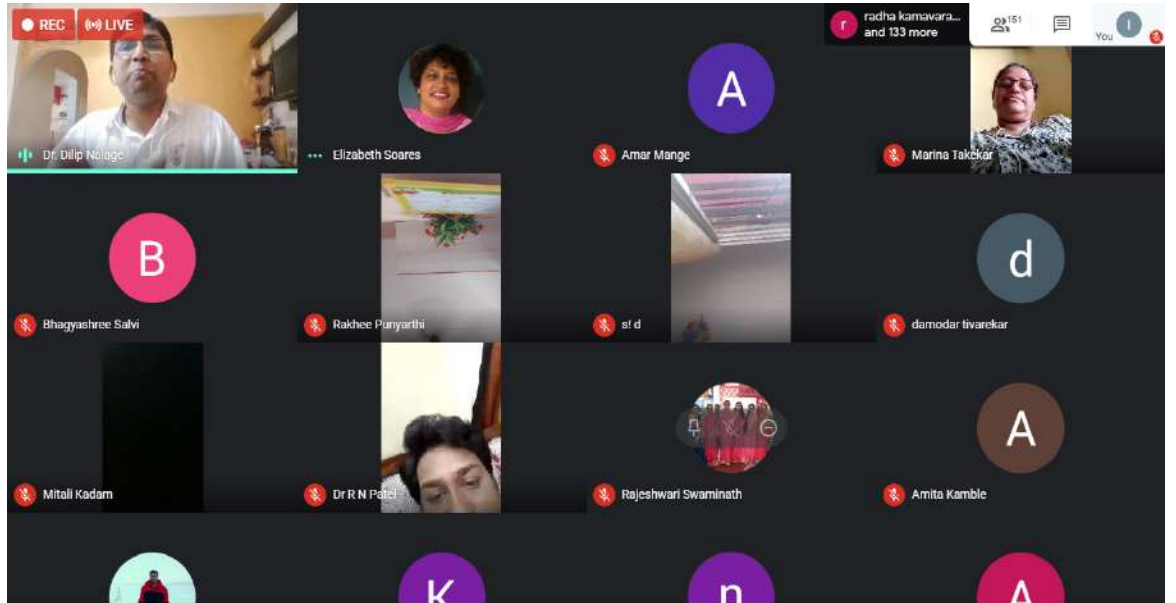 REC
LIVE
r
radha kamavara...
and 133 more
151
You
I
Dr. Dilip Nalage
Elizabeth Soares
A
Amar Mange
Marina Takekar
B
Bhagyashree Salvi
Rakhee Punyarthi
s! d
d
damodar tivarekar
Mitali Kadam
Dr R N Patel
Rajeshwari Swaminath
A
Amita Kamble
K
n
A